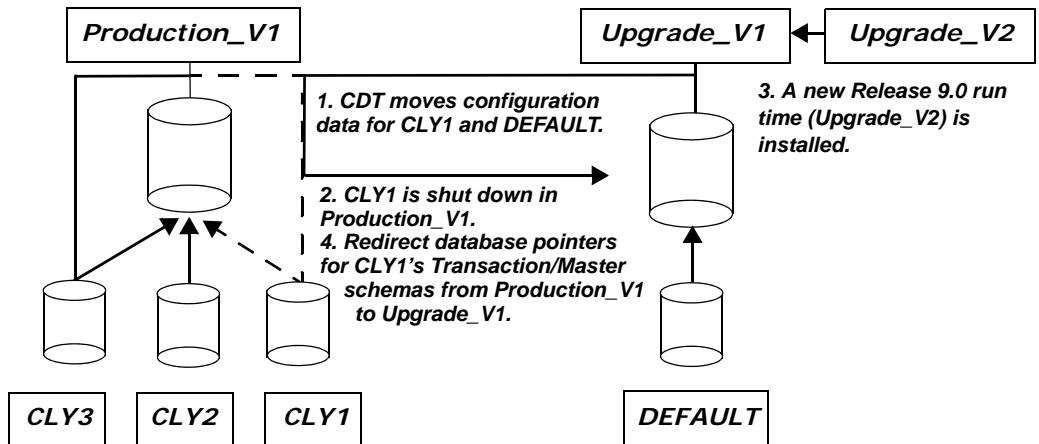 Production_V1
Upgrade_V1
Upgrade_V2
1. CDT moves configuration
data for CLY1 and DEFAULT.
3. A new Release 9.0 run
time (Upgrade_V2) is
installed.
2. CLY1 is shut down in
Production_V1.
4. Redirect database pointers
for CLY1's Transaction/Master
schemas from Production_V1
to Upgrade_V1.
CLY3
CLY2
CLY1
DEFAULT